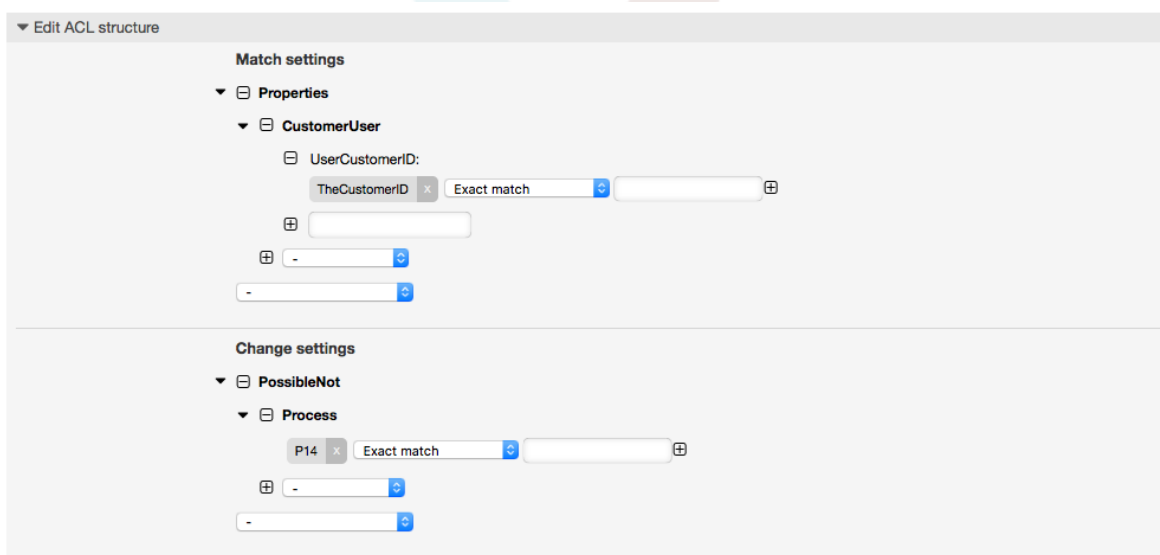 Edit ACL structure
Match settings
Properties
CustomerUser
UserCustomerID:
TheCustomerID x Exact match
-
-
Change settings
PossibleNot
Process
P14 x Exact match
-
-